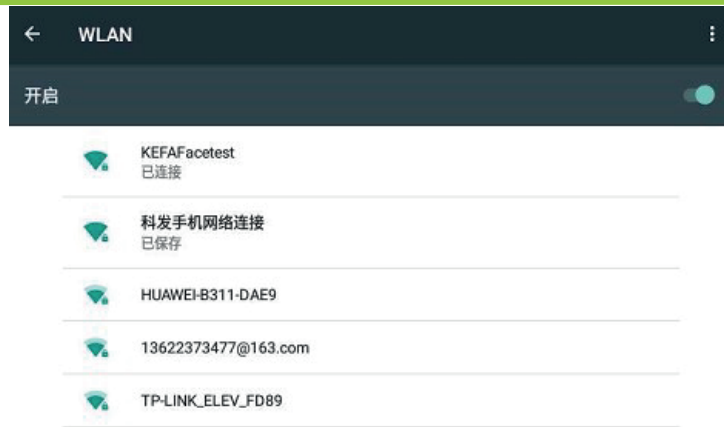 WLAN
开启
KEFAFacetest
已连接
科发手机网络连接
已保存
HUAWEI-B311-DAE9
13622373477@163.com
TP-LINK_ELEV_FD89